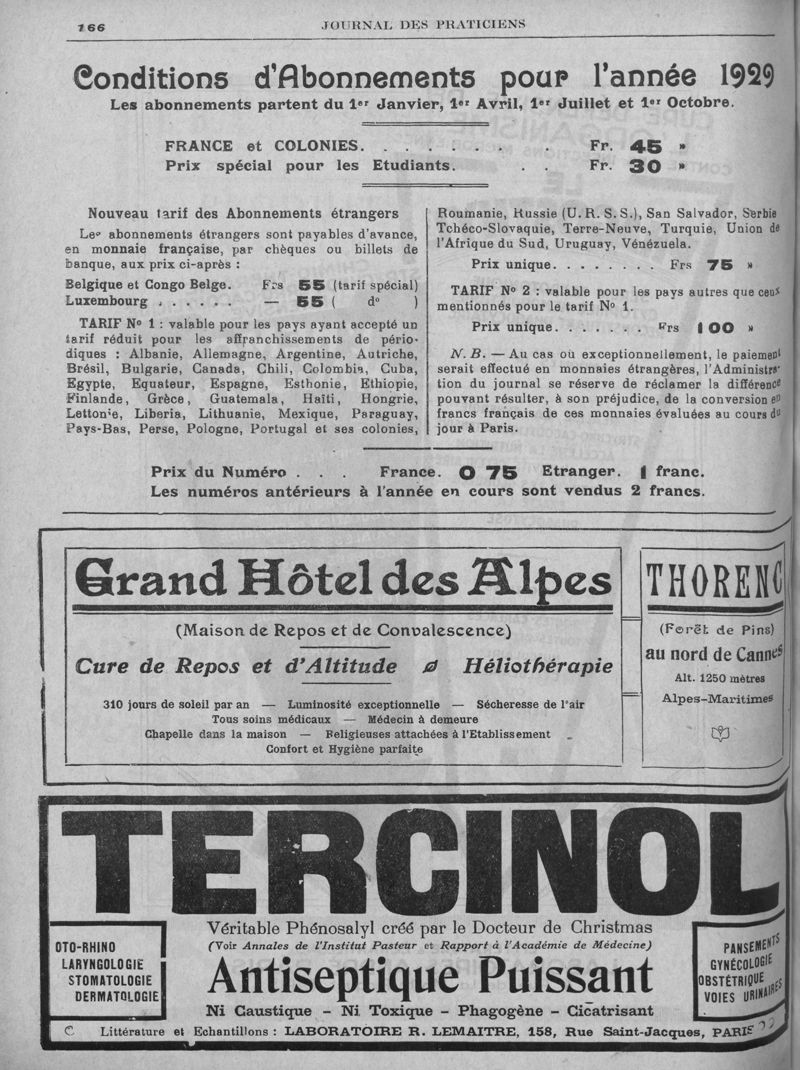 166
JOURNAL DES PRATICIENS
Conditions d'Abonnements pour l'année 1929
Les abonnements partent du 1er Janvier, 1er Avril, 1er Juillet et 1er Octobre.
FRANCE et COLONIES. . . . . . . . Fr. 45 »
Prix spécial pour les Etudiants. . . Fr. 30 »
Nouveau tarif des Abonnements étrangers
Les abonnements étrangers sont payables d'avance,
en monnaie française, par chèques ou billets de
banque, aux prix ci-après :
Belgique et Congo Belge. Frs 55 (tarif spécial)
Luxembourg . . . . . . — 55 ( do )
TARIF No 1 : valable pour les pays ayant accepté un
tarif réduit pour les affranchissements de pério-
diques : Albanie, Allemagne, Argentine, Autriche,
Brésil, Bulgarie, Canada, Chili, Colombia, Cuba,
Egypte, Equateur, Espagne, Esthonie, Ethiopie,
Finlande, Grèce, Guatemala, Haïti, Hongrie,
Lettonie, Liberia, Lithuanie, Mexique, Paraguay,
Pays-Bas, Perse, Pologne, Portugal et ses colonies,
Roumanie, Russie (U. R. S. S.), San Salvador, Serbie
Tchéco-Slovaquie, Terre-Neuve, Turquie, Union de
l'Afrique du Sud, Uruguay, Vénézuela.
Prix unique. . . . . . . . Frs 75 »
TARIF No 2 : valable pour les pays autres que ceux
mentionnés pour le tarif No 1.
Prix unique. . . . . . . Frs 100 »
N. B. — Au cas où exceptionnellement, le paiement
serait effectué en monnaies étrangères, l'Administra-
tion du journal se réserve de réclamer la différence
pouvant résulter, à son préjudice, de la conversion en
francs français de ces monnaies évaluées au cours du
jour à Paris.
Prix du Numéro . . . France. 0 75 Etranger. 1 franc.
Les numéros antérieurs à l'année en cours sont vendus 2 francs.
Grand Hôtel des Alpes
(Maison de Repos et de Convalescence)
Cure de Repos et d'Altitude Héliothérapie
310 jours de soleil par an — Luminosité exceptionnelle — Sécheresse de l'air
Tous soins médicaux — Médecin à demeure
Chapelle dans la maison — Religieuses attachées à l'Etablissement
Confort et Hygiène parfaite
THORENC
(Forêt de Pins)
au nord de Cannes
Alt. 1250 mètres
Alpes-Maritimes
TERCINOL
Véritable Phénosalyl créé par le Docteur de Christmas
(Voir Annales de l'Institut Pasteur et Rapport à l'Académie de Médecine)
OTO-RHINO
LARYNGOLOGIE
STOMATOLOGIE
DERMATOLOGIE
Antiseptique Puissant
Ni Caustique - Ni Toxique - Phagogène - Cicatrisant
PANSEMENTS
GYNÉCOLOGIE
OBSTÉTRIQUE
VOIES URINAIRES
Littérature et Echantillons : LABORATOIRE R. LEMAITRE, 158, Rue Saint-Jacques, PARIS